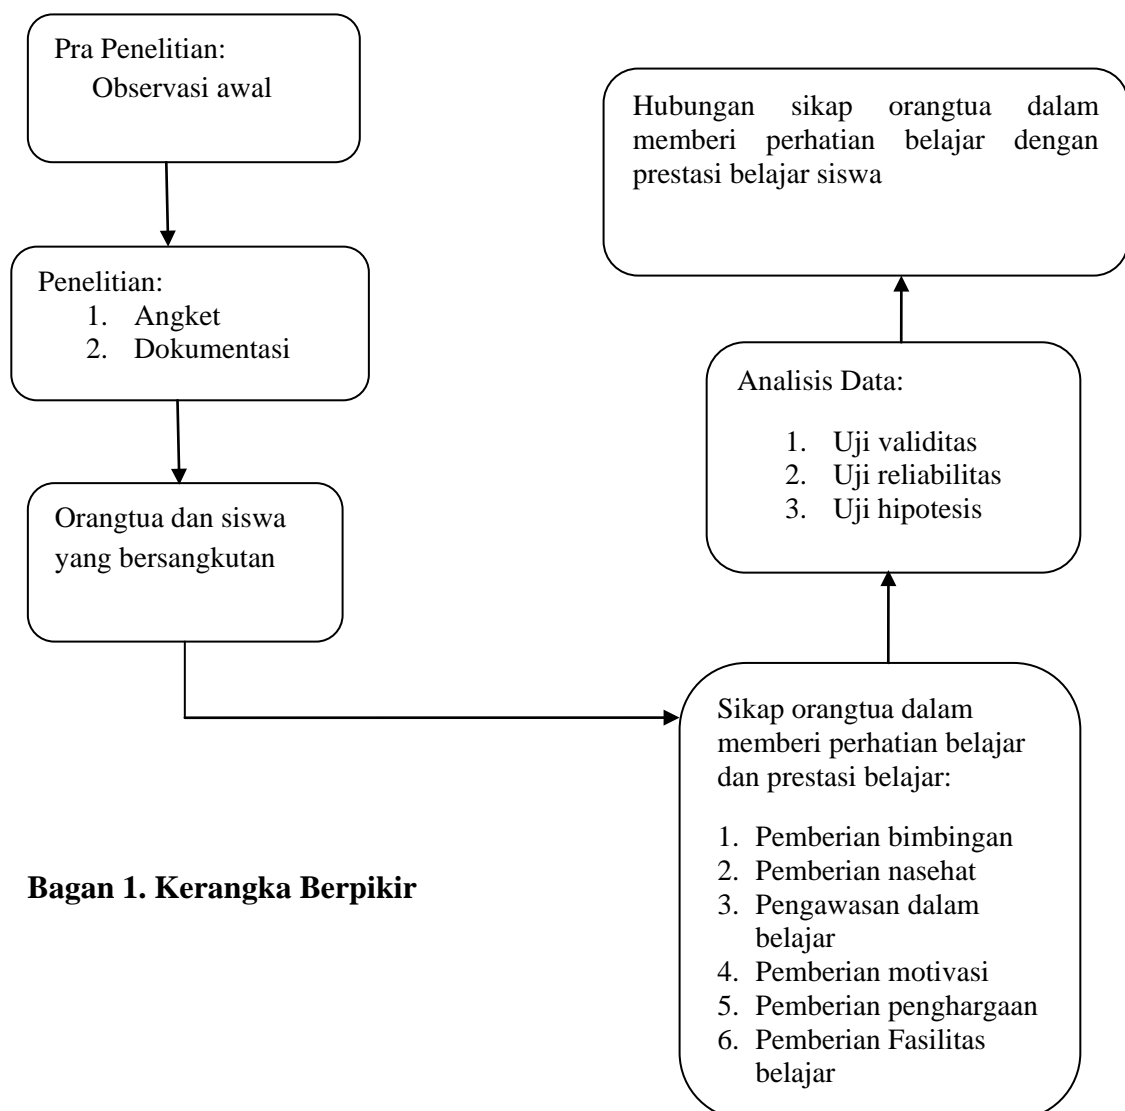 Pra Penelitian:
Observasi awal
Penelitian:
1. Angket
2. Dokumentasi
Orangtua dan siswa
yang bersangkutan
Sikap orangtua dalam
memberi perhatian belajar
dan prestasi belajar:
1. Pemberian bimbingan
2. Pemberian nasehat
3. Pengawasan dalam
belajar
4. Pemberian motivasi
5. Pemberian penghargaan
6. Pemberian Fasilitas
belajar
Analisis Data:
1. Uji validitas
2. Uji reliabilitas
3. Uji hipotesis
Hubungan sikap orangtua dalam
memberi perhatian belajar dengan
prestasi belajar siswa
Bagan 1. Kerangka Berpikir